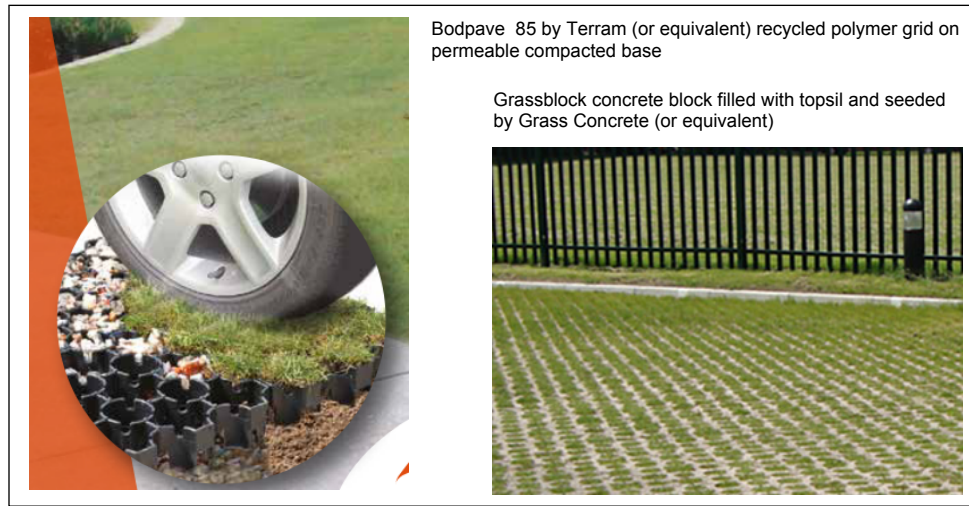 Bodpave  85 by Terram (or equivalent) recycled polymer grid on
permeable compacted base
Grassblock concrete block filled with topsil and seeded
by Grass Concrete (or equivalent)